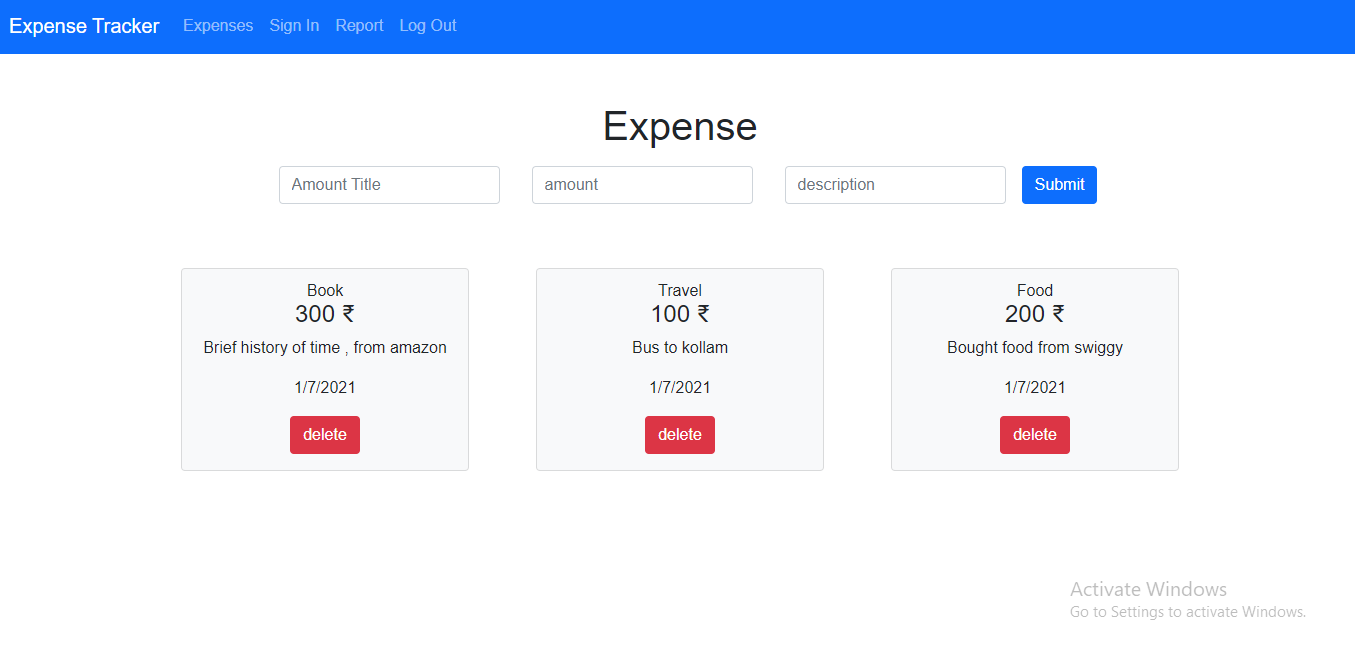 Expense Tracker Expenses Sign In Report Log Out
Expense
Amount Title amount description Submit
Book
300 ₹
Brief history of time , from amazon
1/7/2021
delete
Travel
100 ₹
Bus to kollam
1/7/2021
delete
Food
200 ₹
Bought food from swiggy
1/7/2021
delete
Activate Windows
Go to Settings to activate Windows.